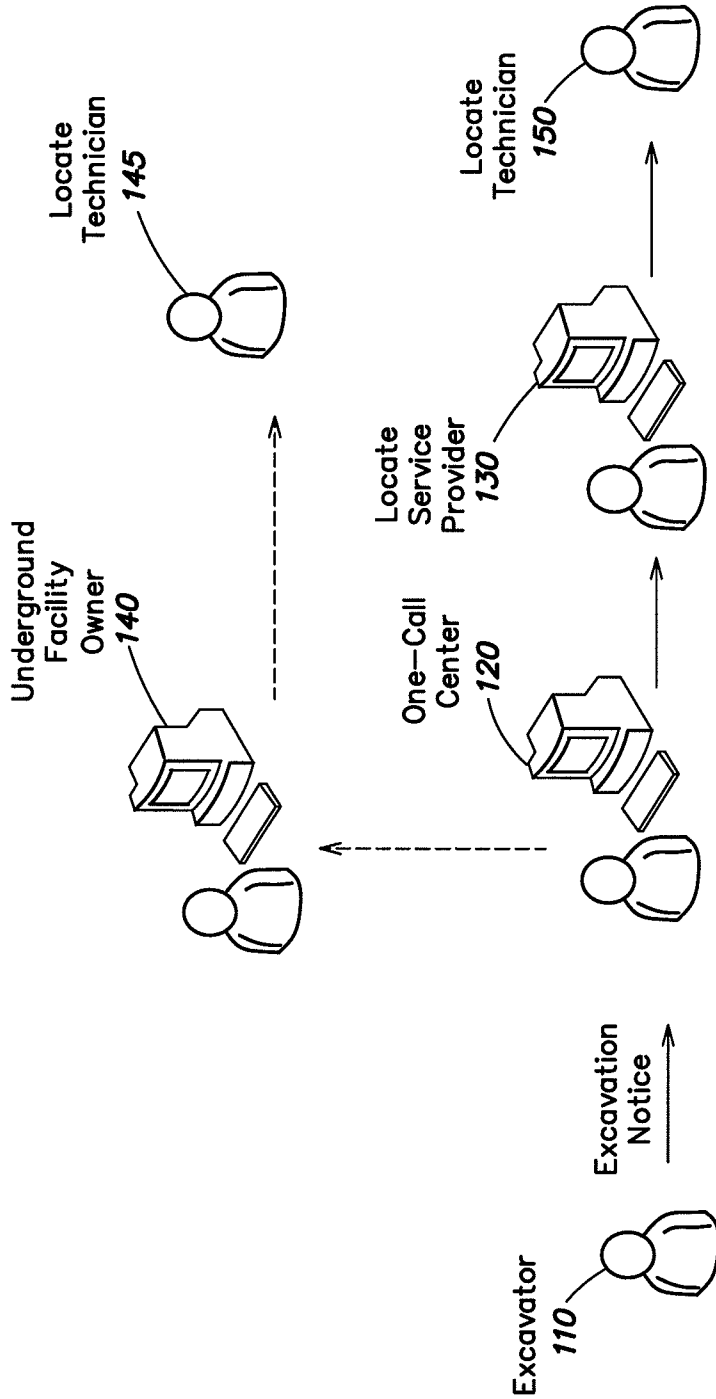 Underground
Facility
Owner
140
Locate
Technician
145
Excavator
110
Excavation
Notice
One-Call
Center
120
Locate
Service
Provider
130
Locate
Technician
150